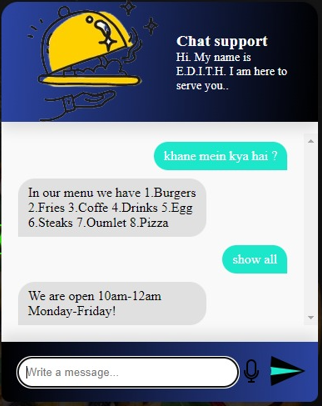 Chat support
Hi. My name is
E.D.I.T.H. I am here to
serve you..
khane mein kya hai ?
In our menu we have 1.Burgers
2.Fries 3.Coffe 4.Drinks 5.Egg
6.Steaks 7.Oumlet 8.Pizza
show all
We are open 10am-12am
Monday-Friday!
Write a message...